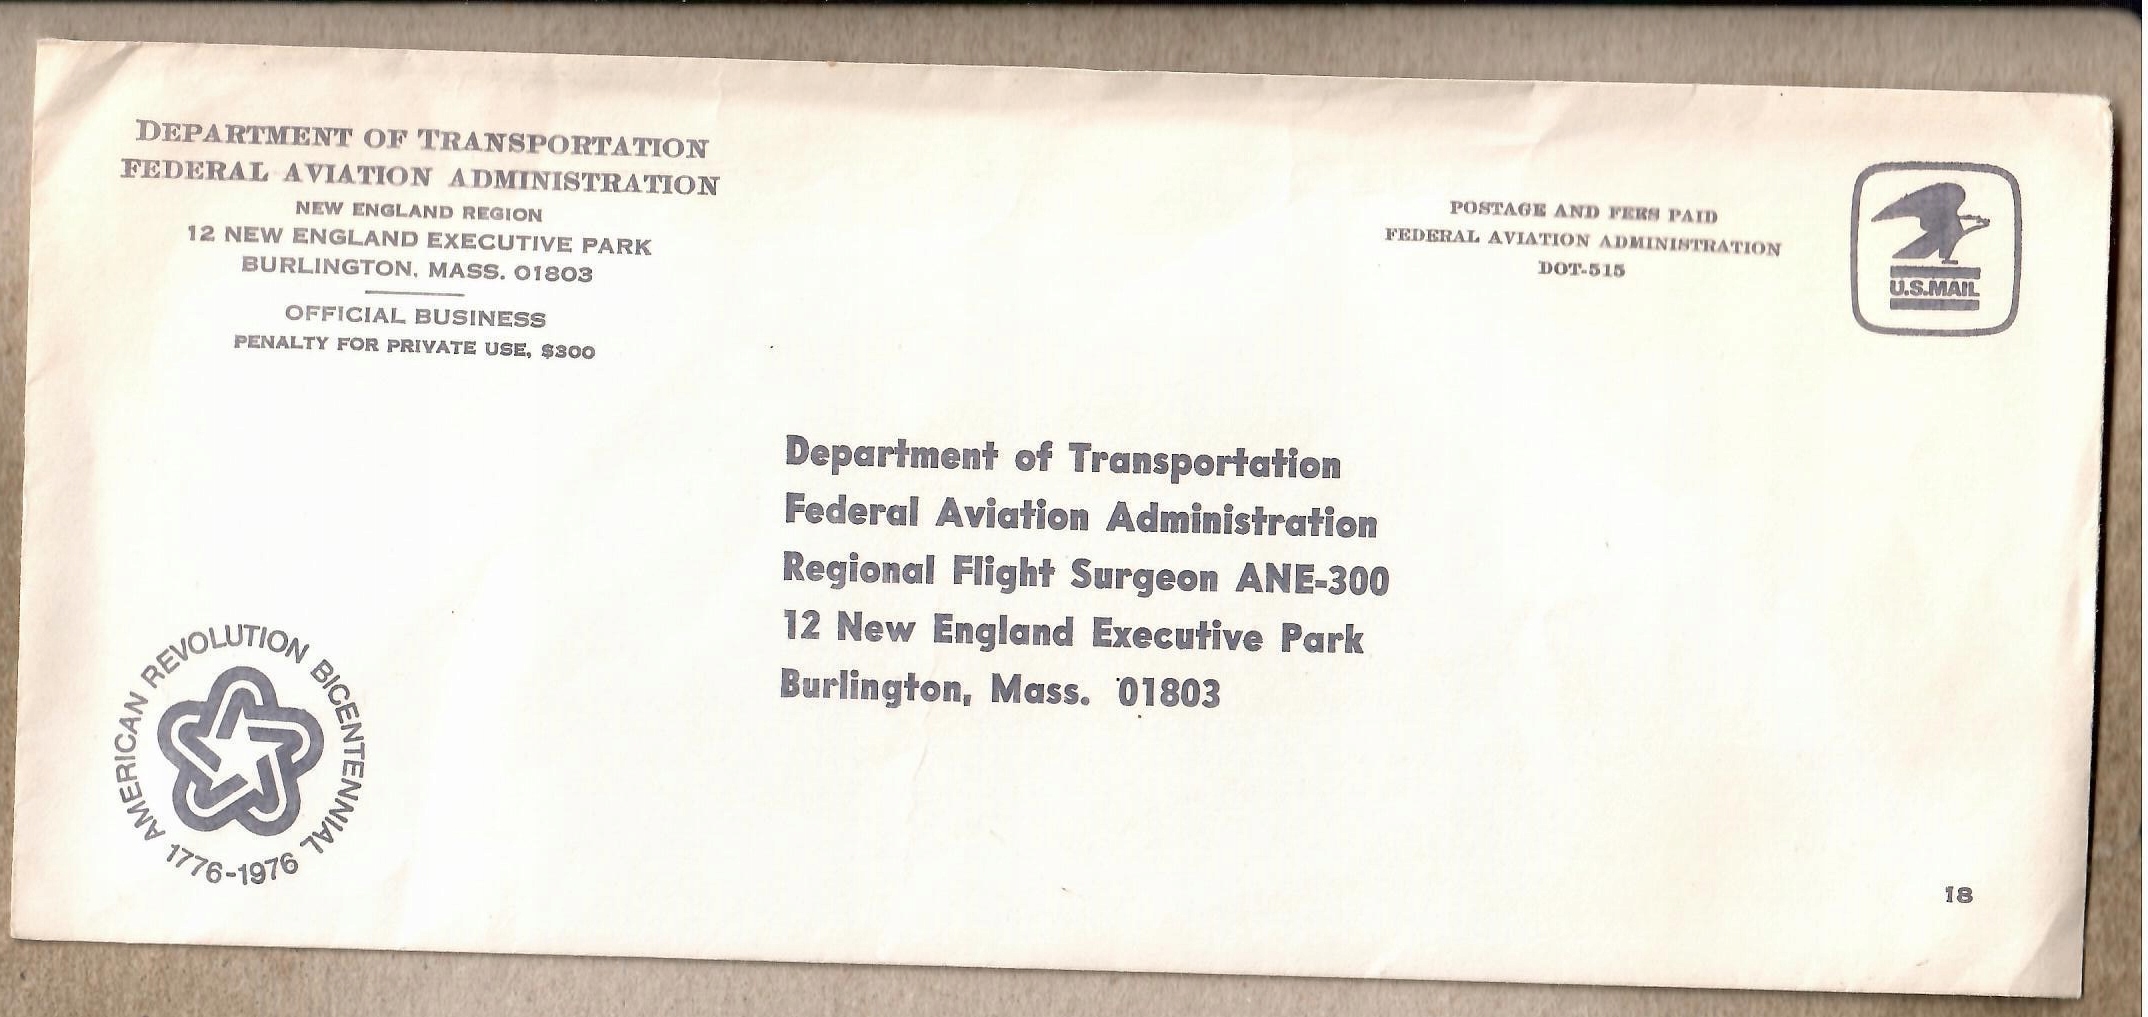 DEPARTMENT OF TRANSPORTATION
FEDERAL AVIATION ADMINISTRATION
NEW ENGLAND REGION
12 NEW ENGLAND EXECUTIVE PARK
BURLINGTON, MASS. 01803
OFFICIAL BUSINESS
PENALTY FOR PRIVATE USE, $300
POSTAGE AND FEES PAID
FEDERAL AVIATION ADMINISTRATION
DOT-515
U.S.MAIL
Department of Transportation
Federal Aviation Administration
Regional Flight Surgeon ANE-300
12 New England Executive Park
Burlington, Mass. 01803
AMERICAN REVOLUTION BICENTENNIAL
1776-1976
18